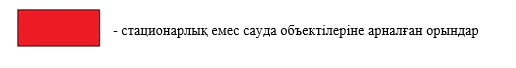 - стационарлық емес сауда объектілеріне арналған орындар